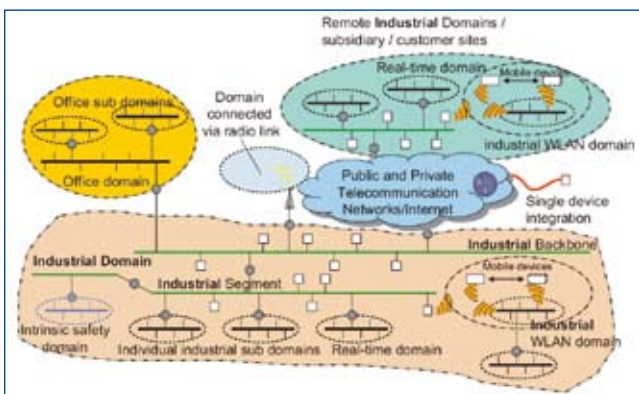 Remote Industrial Domains /
subsidiary / customer sites
Real-time domain
Mobile devices
industrial WLAN domain
Office sub domains
Office domain
Domain
connected
via radio link
Public and Private
Telecommunication
Networks/Internet
Single device
integration
Industrial Backbone
Industrial Domain
Industrial Segment
Mobile devices
Intrinsic safety
domain
Individual industrial sub domains
Real-time domain
Industrial
WLAN domain